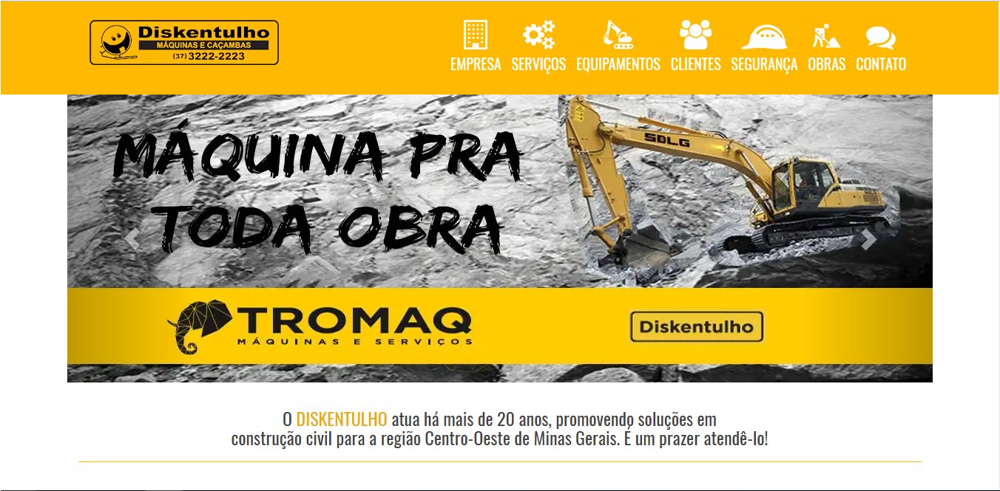 Diskentulho
MÁQUINAS E CAÇAMBAS
(37) 3222-2223
EMPRESA SERVIÇOS EQUIPAMENTOS CLIENTES SEGURANÇA OBRAS CONTATO
MÁQUINA PRA
TODA OBRA
SDLG
TROMAQ
MÁQUINAS E SERVIÇOS
Diskentulho
O DISKENTULHO atua há mais de 20 anos, promovendo soluções em
construção civil para a região Centro-Oeste de Minas Gerais. É um prazer atendê-lo!